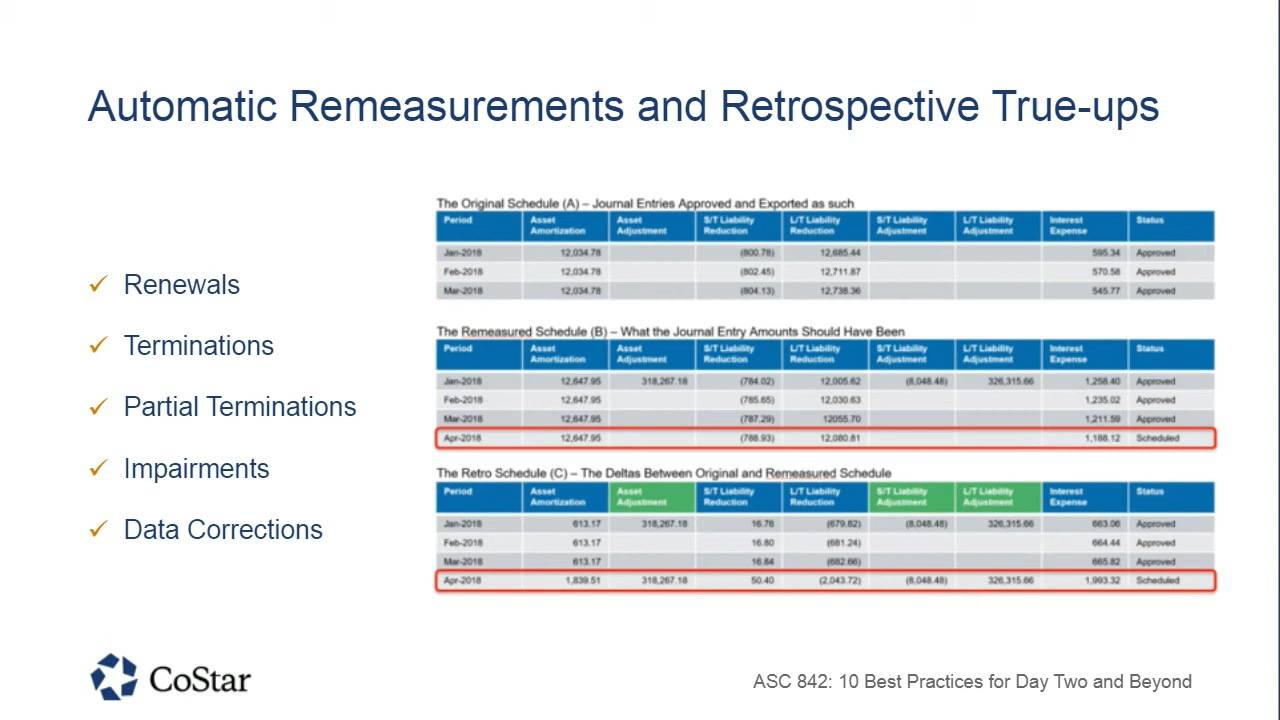 Automatic Remeasurements and Retrospective True-ups
✓ Renewals
✓ Terminations
✓ Partial Terminations
✓ Impairments
✓ Data Corrections
The Original Schedule (A) – Journal Entries Approved and Exported as such
Period Asset Amortization Asset Adjustment S/T Liability Reduction L/T Liability Reduction S/T Liability Adjustment L/T Liability Adjustment Interest Expense Status
Jan-2018 12,034.78 (800.78) 12,685.44 595.34 Approved
Feb-2018 12,034.78 (802.45) 12,711.87 570.58 Approved
Mar-2018 12,034.78 (804.13) 12,738.36 545.77 Approved
The Remeasured Schedule (B) – What the Journal Entry Amounts Should Have Been
Period Asset Amortization Asset Adjustment S/T Liability Reduction L/T Liability Reduction S/T Liability Adjustment L/T Liability Adjustment Interest Expense Status
Jan-2018 12,647.95 318,267.18 (784.02) 12,005.62 (8,048.48) 326,315.66 1,258.40 Approved
Feb-2018 12,647.95 (785.65) 12,030.63 1,235.02 Approved
Mar-2018 12,647.95 (787.29) 12055.70 1,211.59 Approved
Apr-2018 12,647.95 (788.93) 12,080.81 1,188.12 Scheduled
The Retro Schedule (C) – The Deltas Between Original and Remeasured Schedule
Period Asset Amortization Asset Adjustment S/T Liability Reduction L/T Liability Reduction S/T Liability Adjustment L/T Liability Adjustment Interest Expense Status
Jan-2018 613.17 318,267.18 16.76 (679.82) (8,048.48) 326,315.66 663.06 Approved
Feb-2018 613.17 16.80 (681.24) 664.44 Approved
Mar-2018 613.17 16.84 (682.66) 665.82 Approved
Apr-2018 1,839.51 318,267.18 50.40 (2,043.72) (8,048.48) 326,315.66 1,993.32 Scheduled
CoStar
ASC 842: 10 Best Practices for Day Two and Beyond